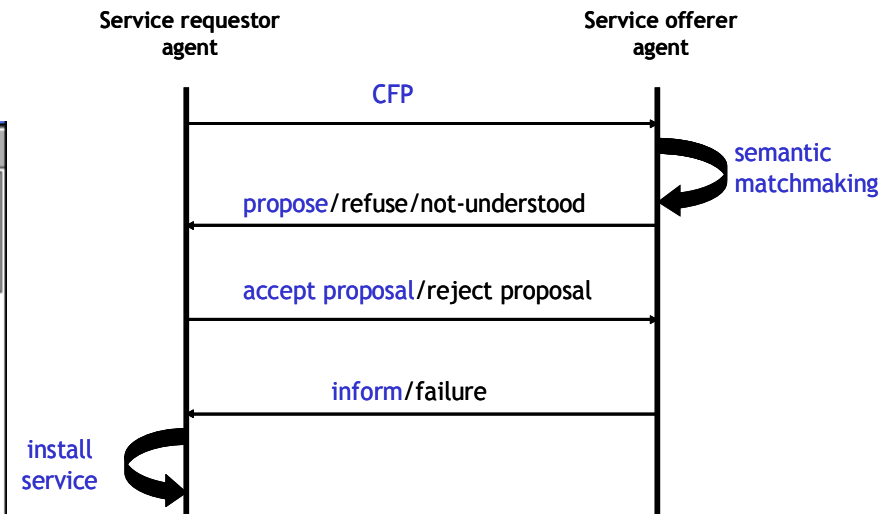 Service requestor
agent
Service offerer
agent
CFP
semantic
matchmaking
propose/refuse/not-understood
accept proposal/reject proposal
inform/failure
install
service